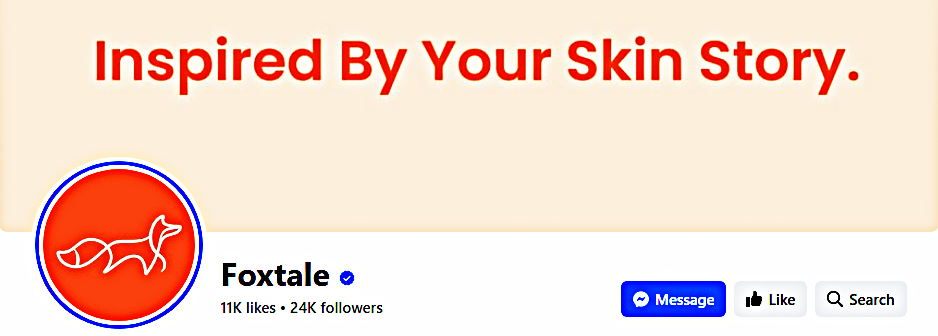 Inspired By Your Skin Story.
Foxtale
11K likes • 24K followers
Message Like Search